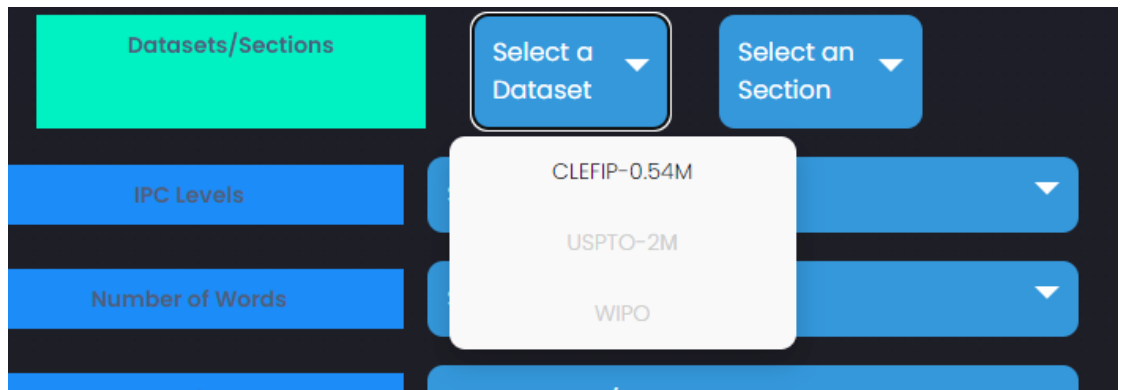 Datasets/Sections
Select a
Dataset
Select an
Section
CLEFIP-0.54M
IPC Levels
USPTO-2M
Number of Words
WIPO